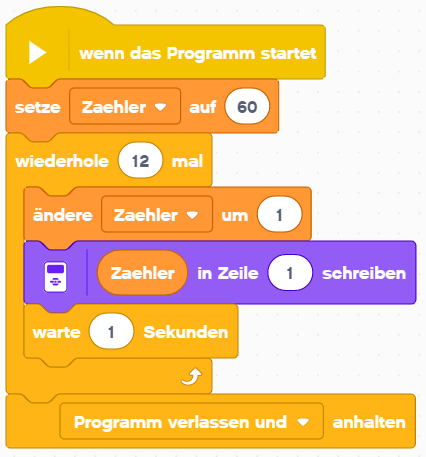 wenn das Programm startet
setze Zaehler auf 60
wiederhole 12 mal
ändere Zaehler um 1
Zaehler in Zeile 1 schreiben
warte 1 Sekunden
Programm verlassen und anhalten